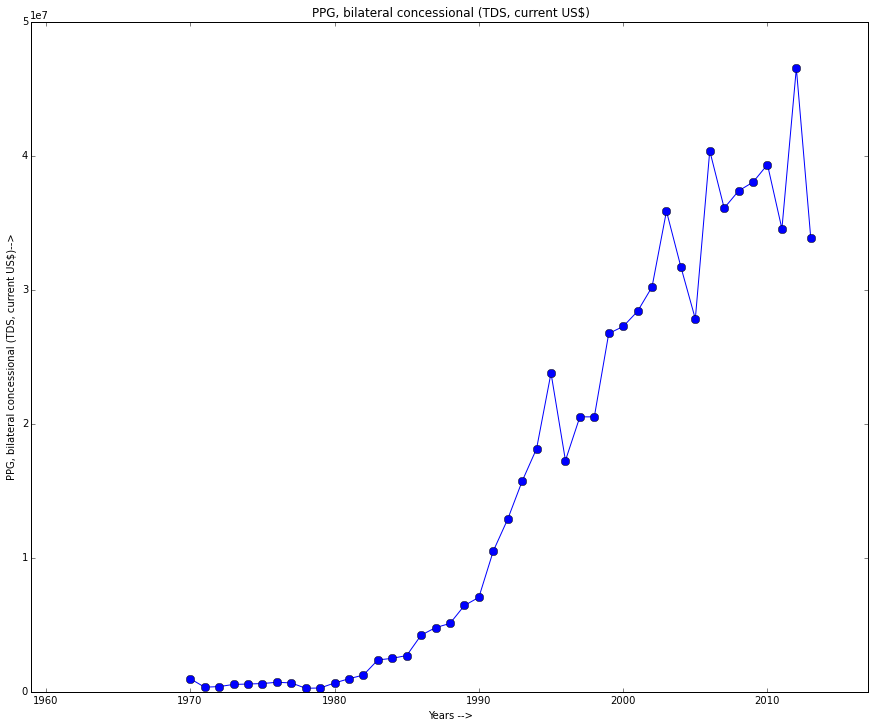 PPG, bilateral concessional (TDS, current US$)
1e7
5
4
3
2
1
0
PPG, bilateral concessional (TDS, current US$)-->
1960 1970 1980 1990 2000 2010
Years -->